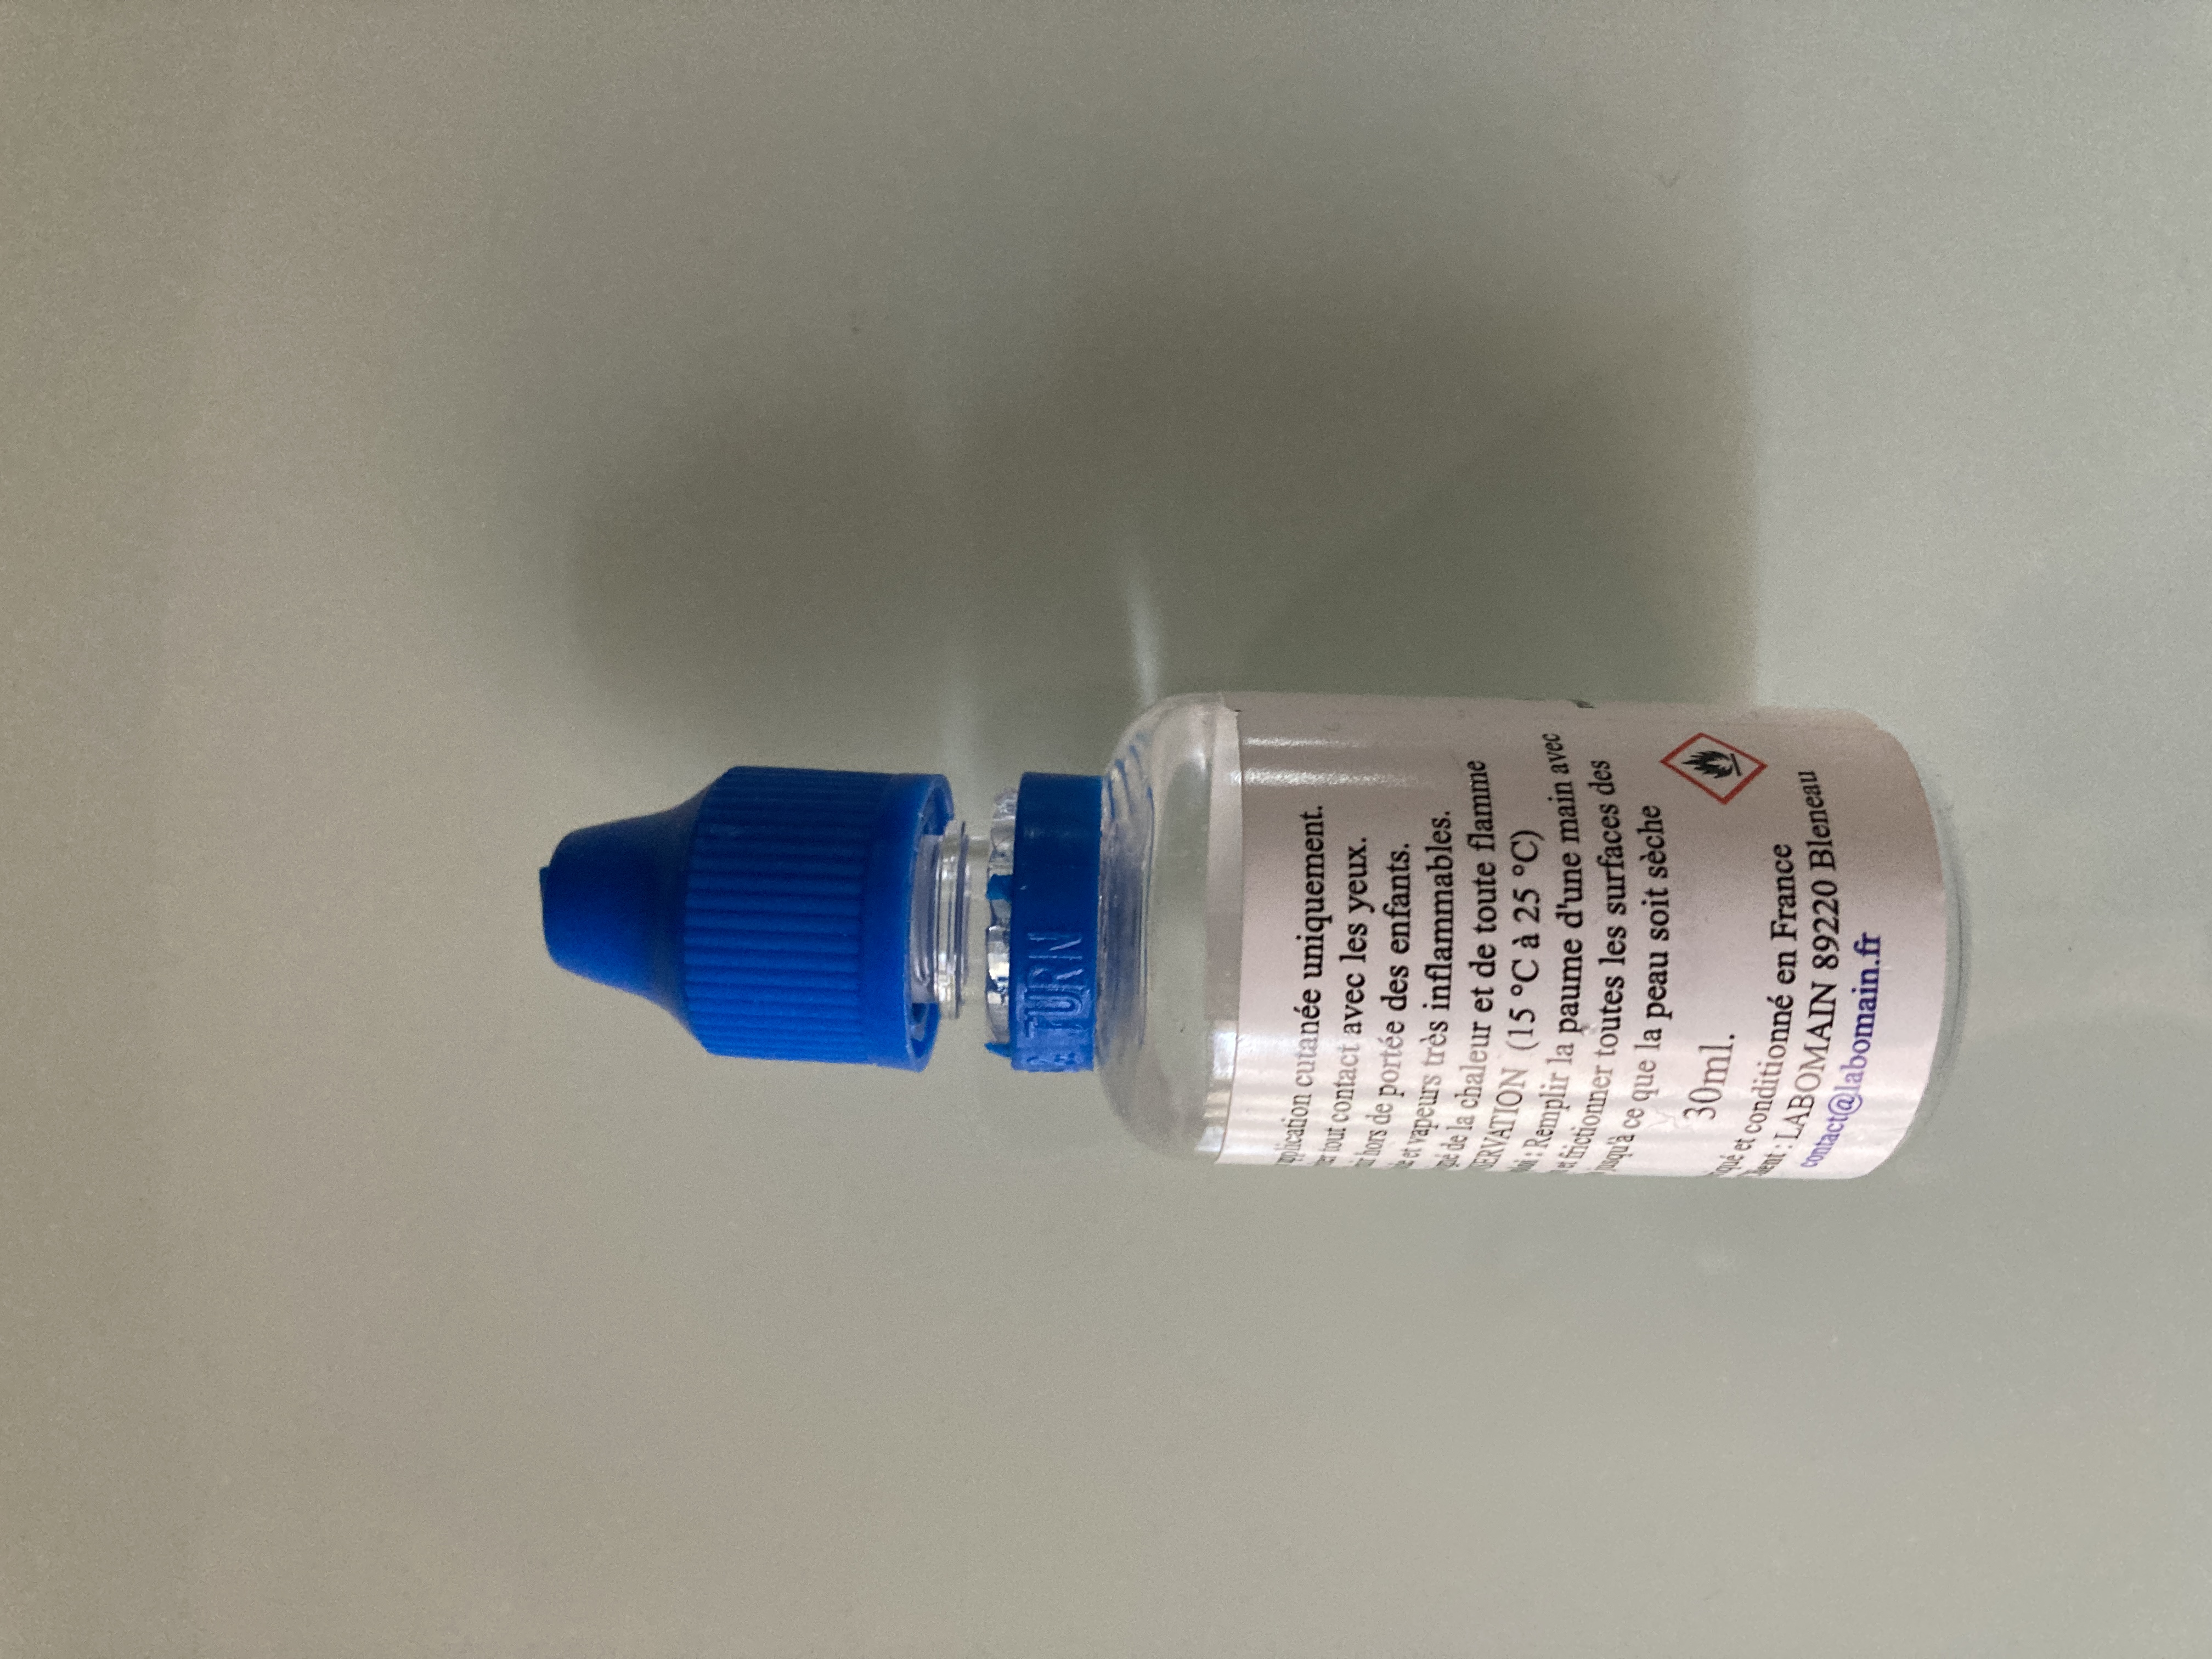 & TURN
application cutanée uniquement.
tout contact avec les yeux.
hors de portée des enfants.
et vapeurs très inflammables.
de la chaleur et de toute flamme
(15 °C à 25 °C)
: Remplir la paume d'une main avec
et frictionner toutes les surfaces des
jusqu'à ce que la peau soit sèche
30ml.
et conditionné en France
: LABOMAIN 89220 Bleneau
contact@labomain.fr